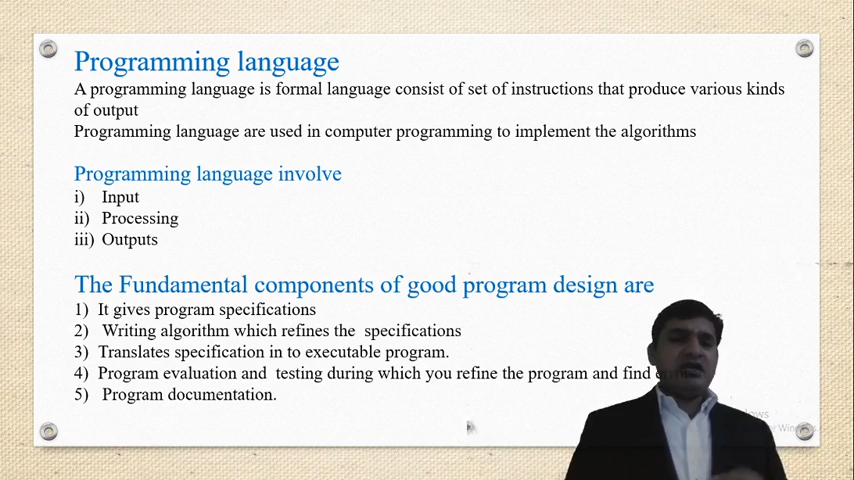 Programming language
A programming language is formal language consist of set of instructions that produce various kinds
of output
Programming language are used in computer programming to implement the algorithms
Programming language involve
i) Input
ii) Processing
iii) Outputs
The Fundamental components of good program design are
1) It gives program specifications
2) Writing algorithm which refines the specifications
3) Translates specification in to executable program.
4) Program evaluation and testing during which you refine the program and find
5) Program documentation.